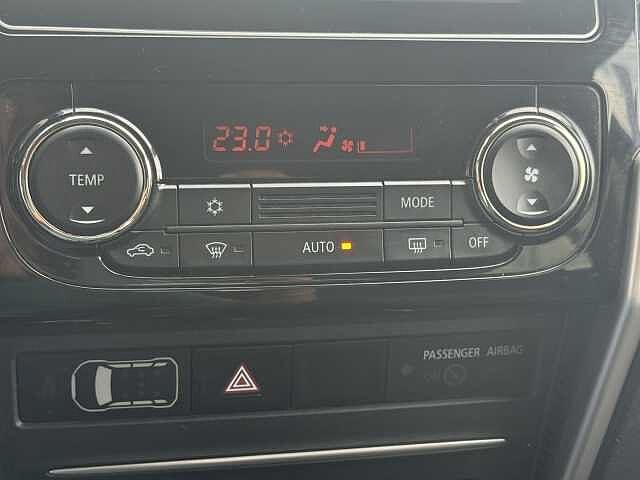 23.0
TEMP
MODE
AUTO
OFF
PASSENGER AIRBAG